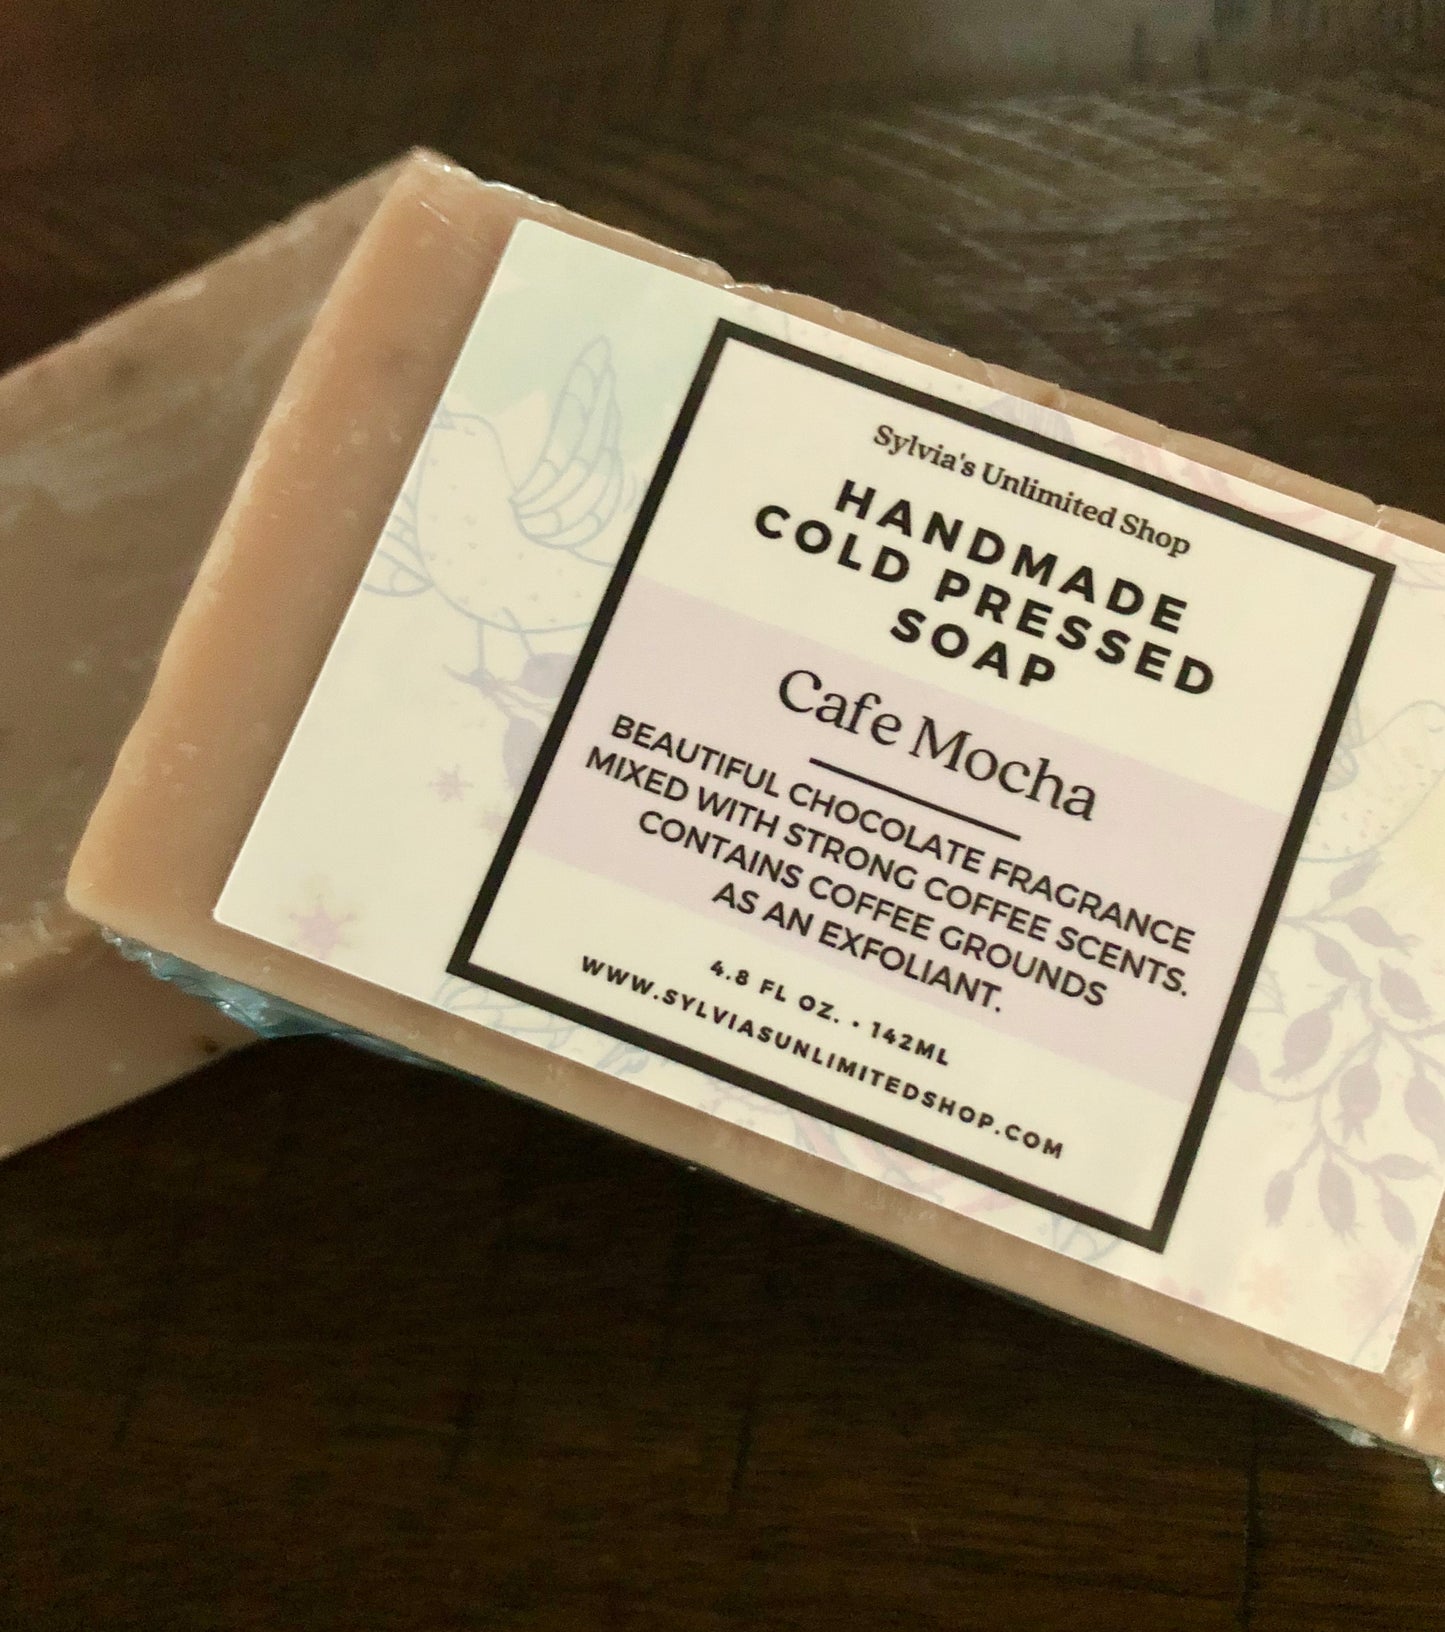 Sylvia's Unlimited Shop
HANDMADE
COLD PRESSED
SOAP
Cafe Mocha
BEAUTIFUL CHOCOLATE FRAGRANCE
MIXED WITH STRONG COFFEE SCENTS.
CONTAINS COFFEE GROUNDS
AS AN EXFOLIANT.
4.8 FL OZ. • 142ML
WWW.SYLVIASUNLIMITEDSHOP.COM